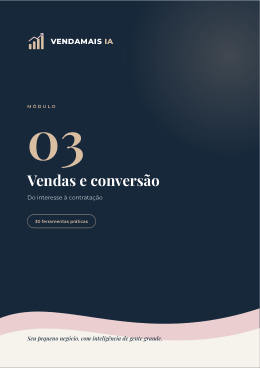 VENDAMAIS IA
MÓDULO
03
Vendas e conversão
Do interesse à contratação
30 ferramentas práticas
Seu pequeno negócio, com inteligência de gente grande.